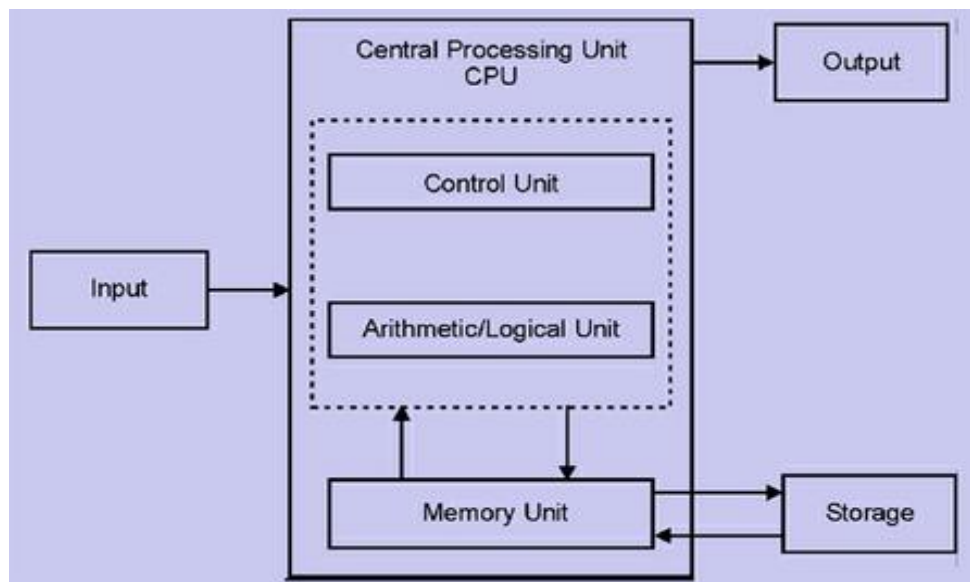 Central Processing Unit
CPU
Output
Control Unit
Input
Arithmetic/Logical Unit
Memory Unit
Storage